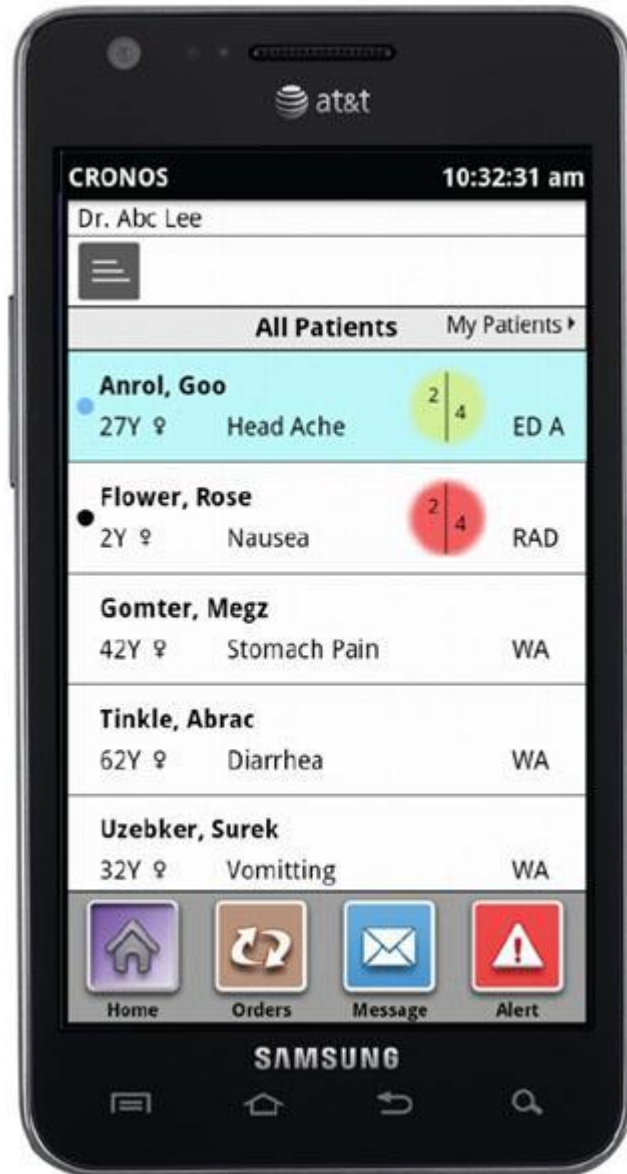 at&t
CRONOS 10:32:31 am
Dr. Abc Lee
All Patients My Patients
Anrol, Goo
27Y ♀ Head Ache 2 4 ED A
Flower, Rose
2Y ♀ Nausea 2 4 RAD
Gomter, Megz
42Y ♀ Stomach Pain WA
Tinkle, Abrac
62Y ♀ Diarrhea WA
Uzebker, Surek
32Y ♀ Vomitting WA
Home Orders Message Alert
SAMSUNG